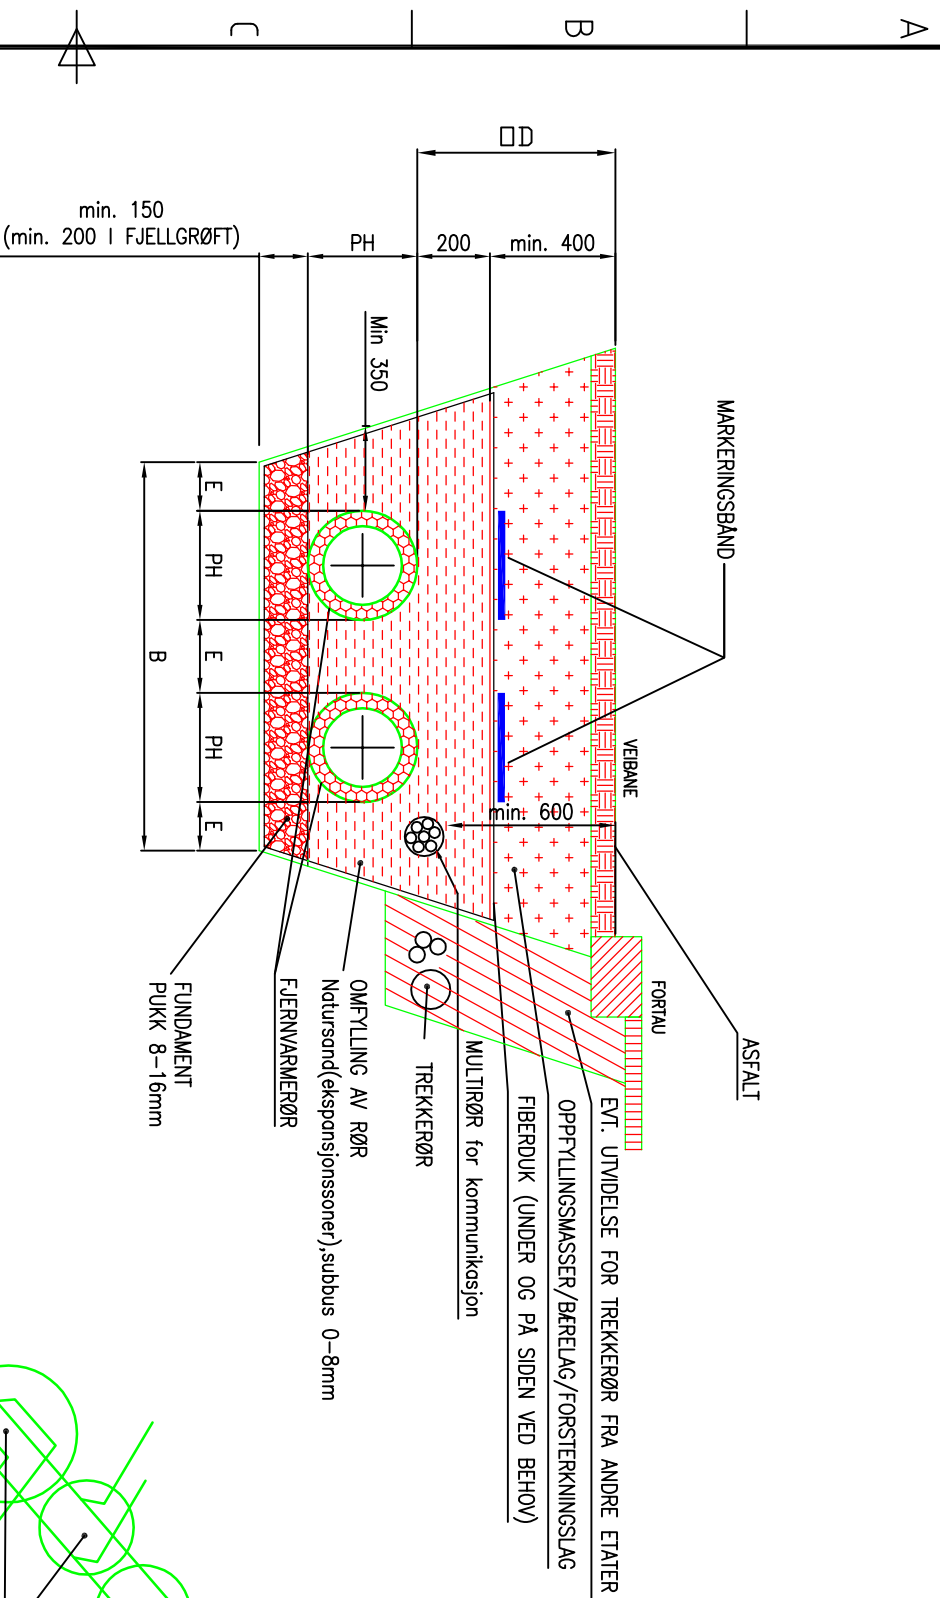 A
B
C
□D
min. 150
(min. 200 I FJELLGRØFT)
PH
200
min. 400
Min 350
MARKERINGSBÅND
E
PH
E
PH
E
B
VEIBANE
min. 600
FORTAU
ASFALT
EVT. UTVIDELSE FOR TREKKERØR FRA ANDRE ETATER
OPPFYLLINGSMASSER/BÆRELAG/FORSTERKNINGSLAG
FIBERDUK (UNDER OG PÅ SIDEN VED BEHOV)
MULTIRØR for kommunikasjon
TREKKERØR
OMFYLLING AV RØR
Natursand(ekspansjonssoner),subbus 0-8mm
FJERNVARMERØR
FUNDAMENT
PUKK 8-16mm